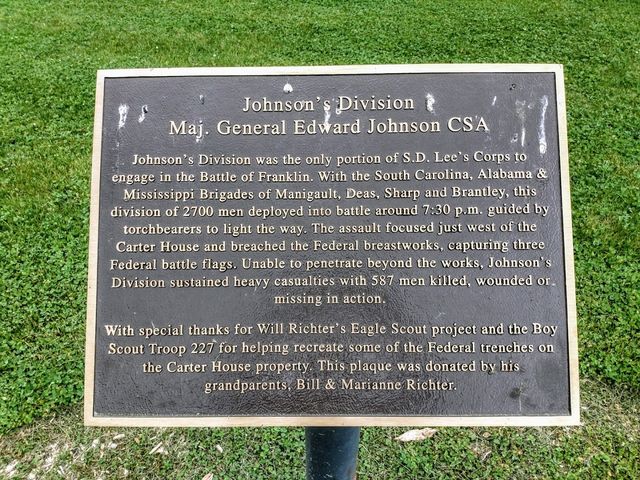 Johnson's Division
Maj. General Edward Johnson CSA
Johnson's Division was the only portion of S.D. Lee's Corps to
engage in the Battle of Franklin. With the South Carolina, Alabama &
Mississippi Brigades of Manigault, Deas, Sharp and Brantley, this
division of 2700 men deployed into battle around 7:30 p.m. guided by
torchbearers to light the way. The assault focused just west of the
Carter House and breached the Federal breastworks, capturing three
Federal battle flags. Unable to penetrate beyond the works, Johnson's
Division sustained heavy casualties with 587 men killed, wounded or
missing in action.
With special thanks for Will Richter's Eagle Scout project and the Boy
Scout Troop 227 for helping recreate some of the Federal trenches on
the Carter House property. This plaque was donated by his
grandparents, Bill & Marianne Richter.